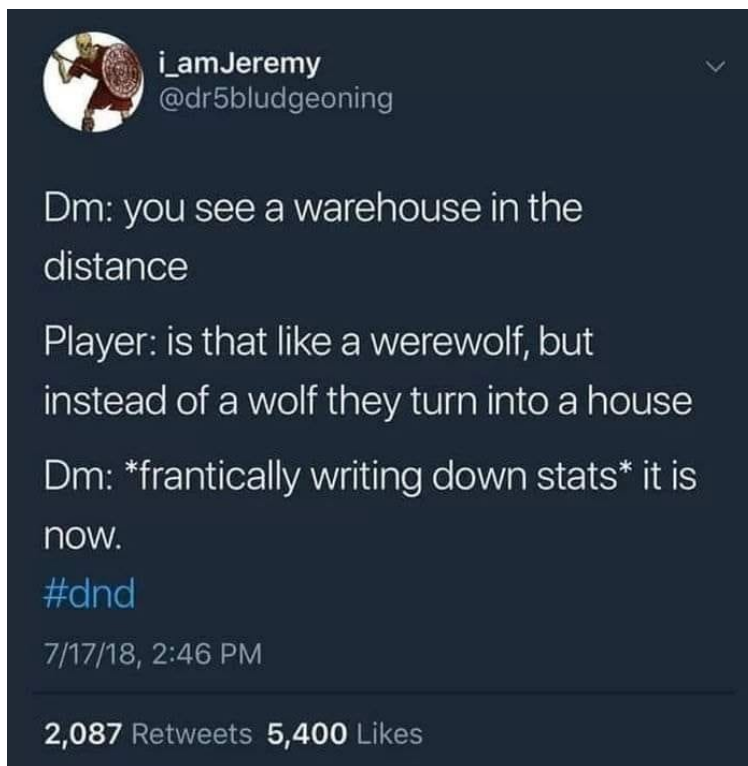 i_amJeremy
@dr5bludgeoning
Dm: you see a warehouse in the
distance
Player: is that like a werewolf, but
instead of a wolf they turn into a house
Dm: *frantically writing down stats* it is
now.
#dnd
7/17/18, 2:46 PM
2,087 Retweets 5,400 Likes